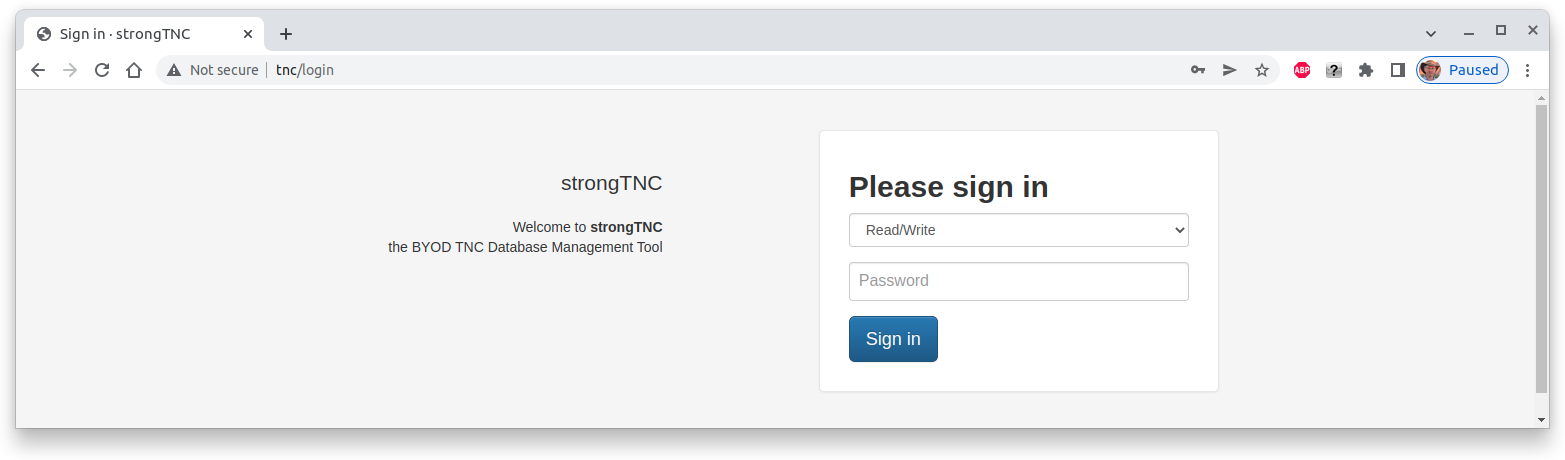 Sign in · strongTNC
Not secure
tnc/login
ABP
?
Paused
strongTNC
Welcome to strongTNC
the BYOD TNC Database Management Tool
Please sign in
Read/Write
Password
Sign in